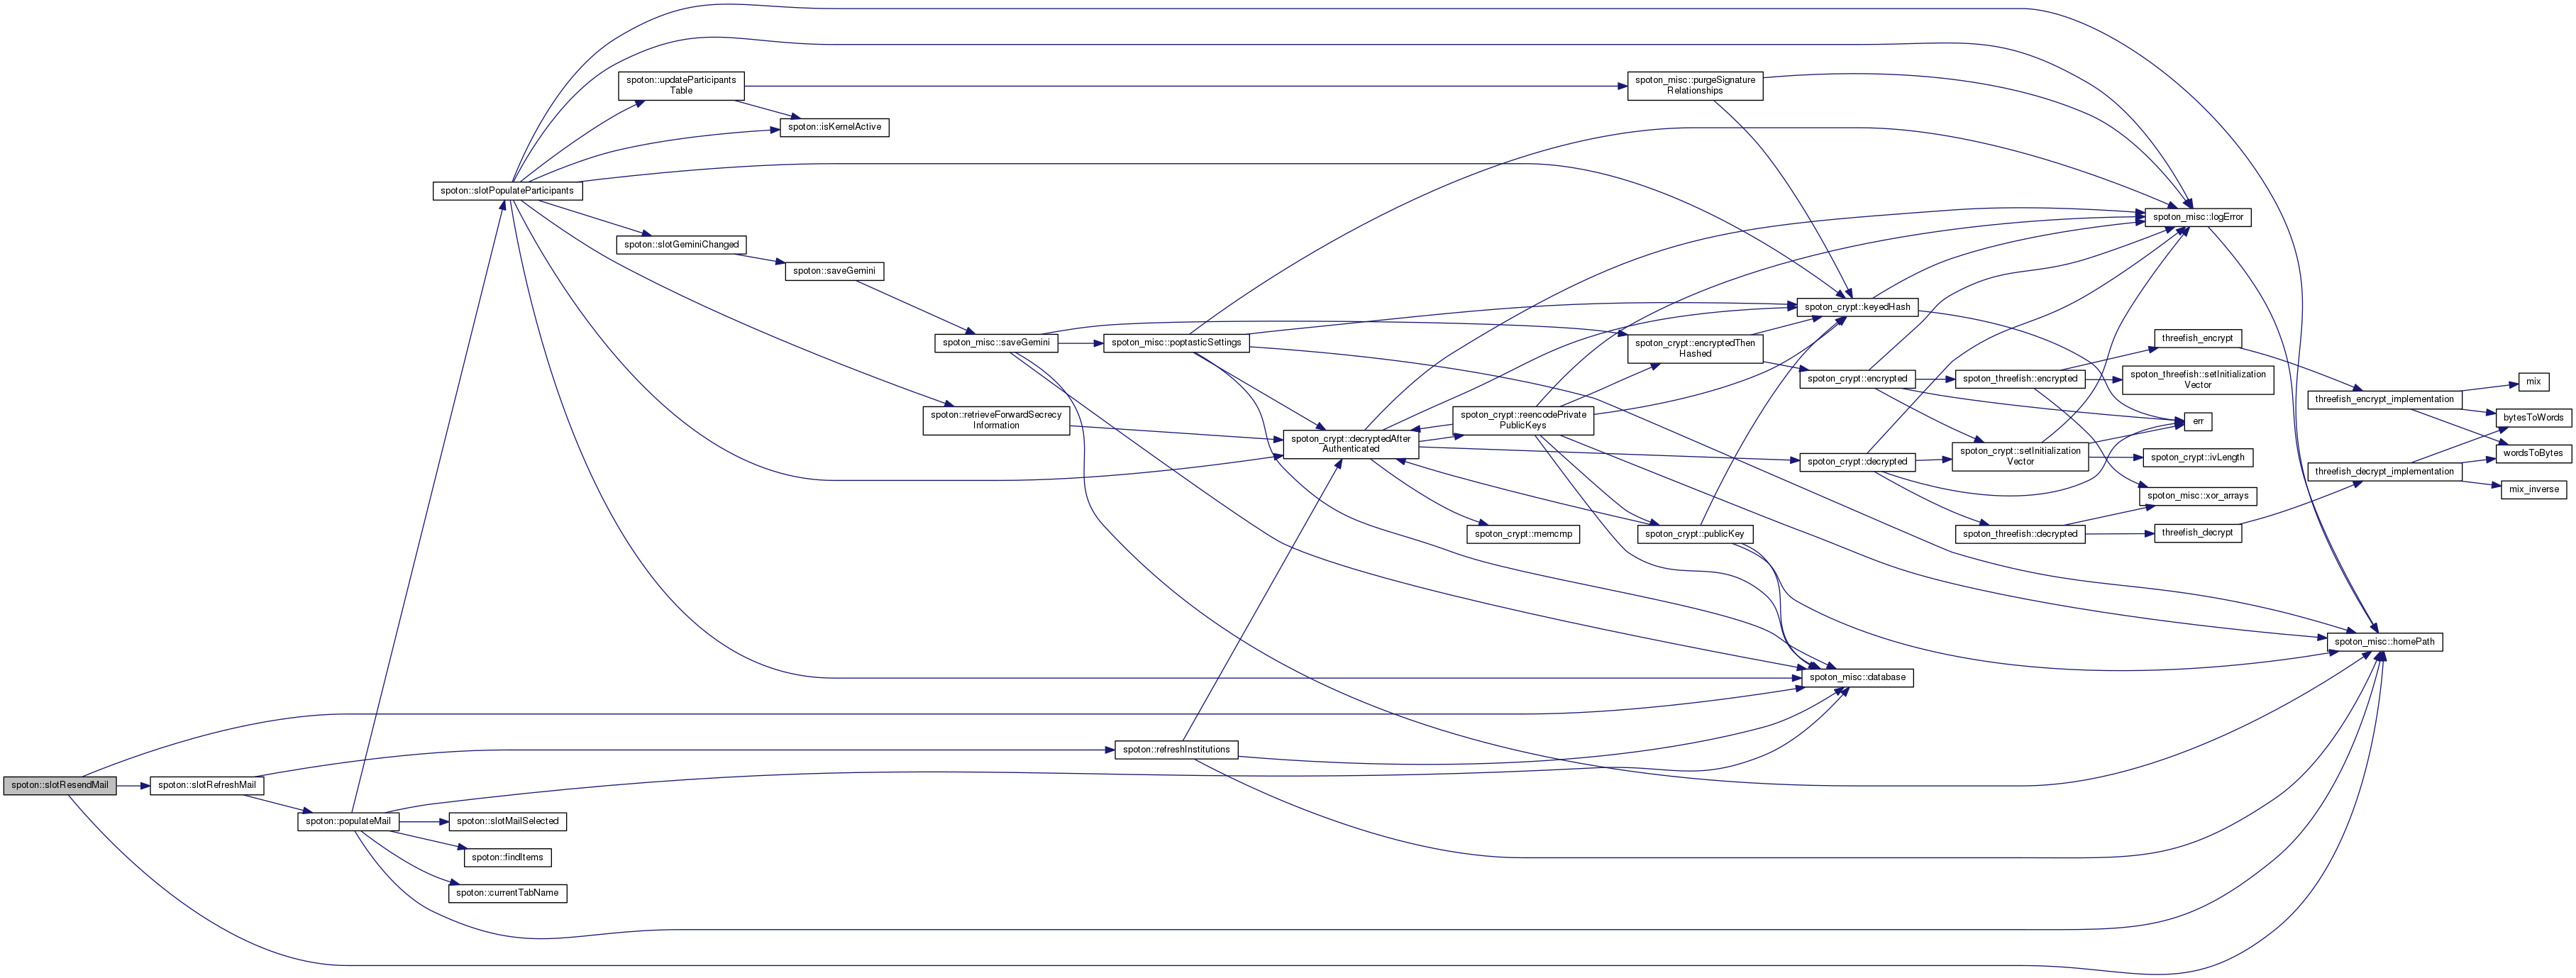 spoton::updateParticipants
Table
spoton_misc::purgeSignature
Relationships
spoton::isKernelActive
spoton::slotPopulateParticipants
spoton_misc::logError
spoton::slotGeminiChanged
spoton::saveGemini
spoton_crypt::keyedHash
spoton_misc::saveGemini
spoton_misc::poptasticSettings
spoton_crypt::encryptedThen
Hashed
threefish_encrypt
spoton_crypt::encrypted
spoton_threefish::encrypted
spoton_threefish::setInitialization
Vector
mix
threefish_encrypt_implementation
bytesToWords
spoton::retrieveForwardSecrecy
Information
spoton_crypt::reencodePrivate
PublicKeys
err
spoton_crypt::decryptedAfter
Authenticated
spoton_crypt::decrypted
spoton_crypt::setInitialization
Vector
spoton_crypt::ivLength
wordsToBytes
threefish_decrypt_implementation
mix_inverse
spoton_misc::xor_arrays
spoton_crypt::memcmp
spoton_crypt::publicKey
spoton_threefish::decrypted
threefish_decrypt
spoton_misc::homePath
spoton_misc::database
spoton::refreshInstitutions
spoton::slotResendMail
spoton::slotRefreshMail
spoton::populateMail
spoton::slotMailSelected
spoton::findItems
spoton::currentTabName